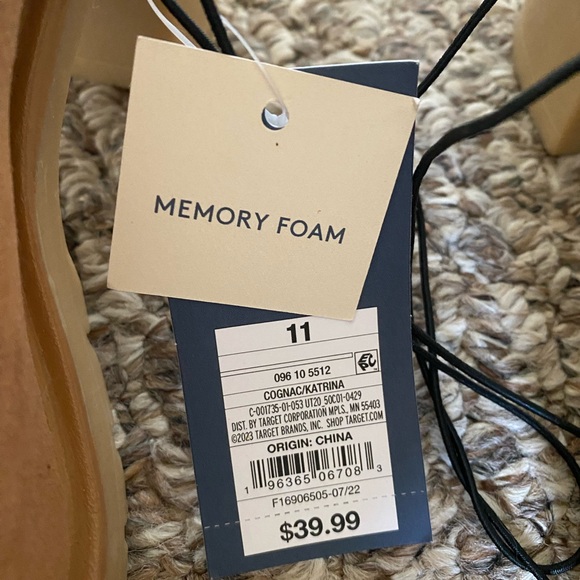 MEMORY FOAM
11
096 10 5512
COGNAC/KATRINA
C-001735-01-053 UT20 50C01-0429
DIST. BY TARGET CORPORATION MPLS., MN 55403
©2023 TARGET BRANDS, INC. SHOP TARGET.COM
ORIGIN: CHINA
1 96365 06708 3
F16906505-07/22
$39.99